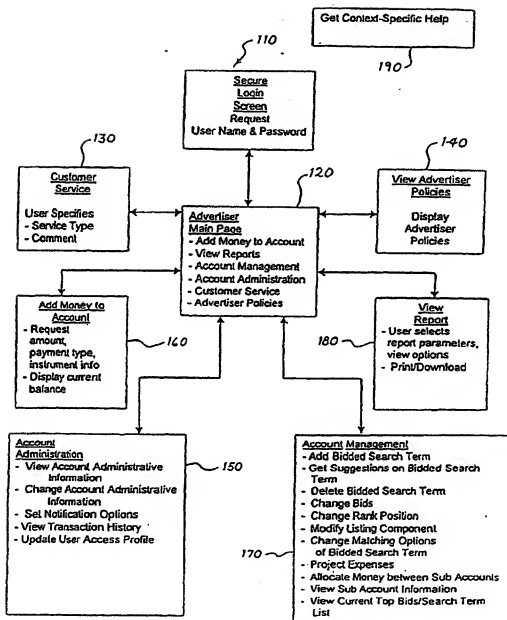 Get Context-Specific Help
190
110
Secure
Login
Screen
Request
User Name & Password
130
Customer
Service
User Specifies
- Service Type
- Comment
120
Advertiser
Main Page
- Add Money to Account
- View Reports
- Account Management
- Account Administration
- Customer Service
- Advertiser Policies
140
View Advertiser
Policies
Display
Advertiser
Policies
Add Money to
Account
- Request
amount,
payment type,
instrument info
- Display current
balance
160
View
Report
- User selects
report parameters,
view options
- Print/Download
180
Account
Administration
- View Account Administrative
Information
- Change Account Administrative
Information
- Set Notification Options
- View Transaction History
- Update User Access Profile
150
Account Management
- Add Bidded Search Term
- Get Suggestions on Bidded Search
Term
- Delete Bidded Search Term
- Change Bids
- Change Rank Position
- Modify Listing Component
- Change Matching Options
of Bidded Search Term
- Project Expenses
- Allocate Money between Sub Accounts
- View Sub Account Information
- View Current Top Bids/Search Term
List
170